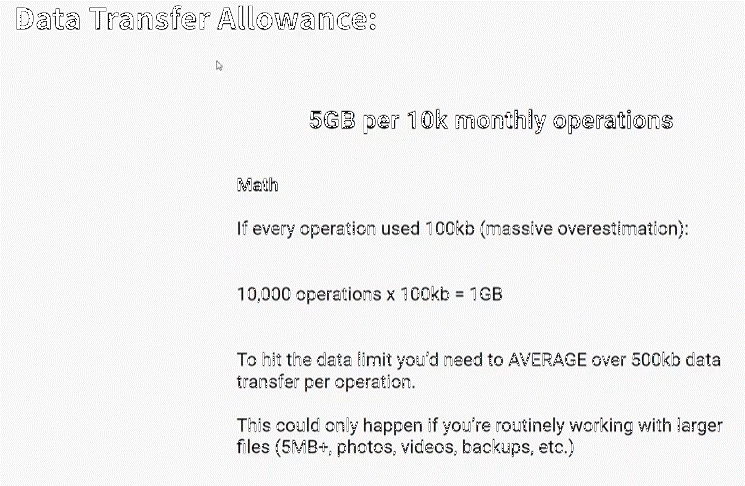 Data Transfer Allowance:
5GB per 10k monthly operations
Math
If every operation used 100kb (massive overestimation):
10,000 operations x 100kb = 1GB
To hit the data limit you'd need to AVERAGE over 500kb data
transfer per operation.
This could only happen if you're routinely working with larger
files (5MB+, photos, videos, backups, etc.)